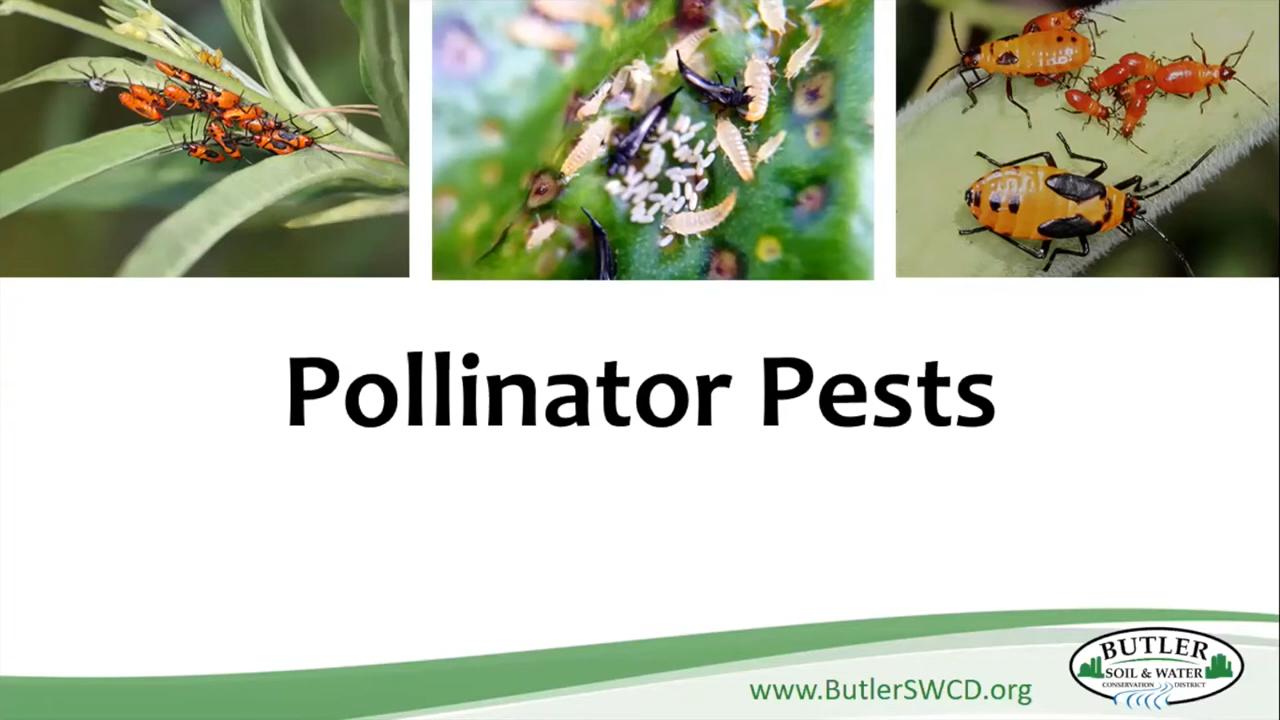 Pollinator Pests
www.ButlerSWCD.org
BUTLER
SOIL & WATER
CONSERVATION DISTRICT